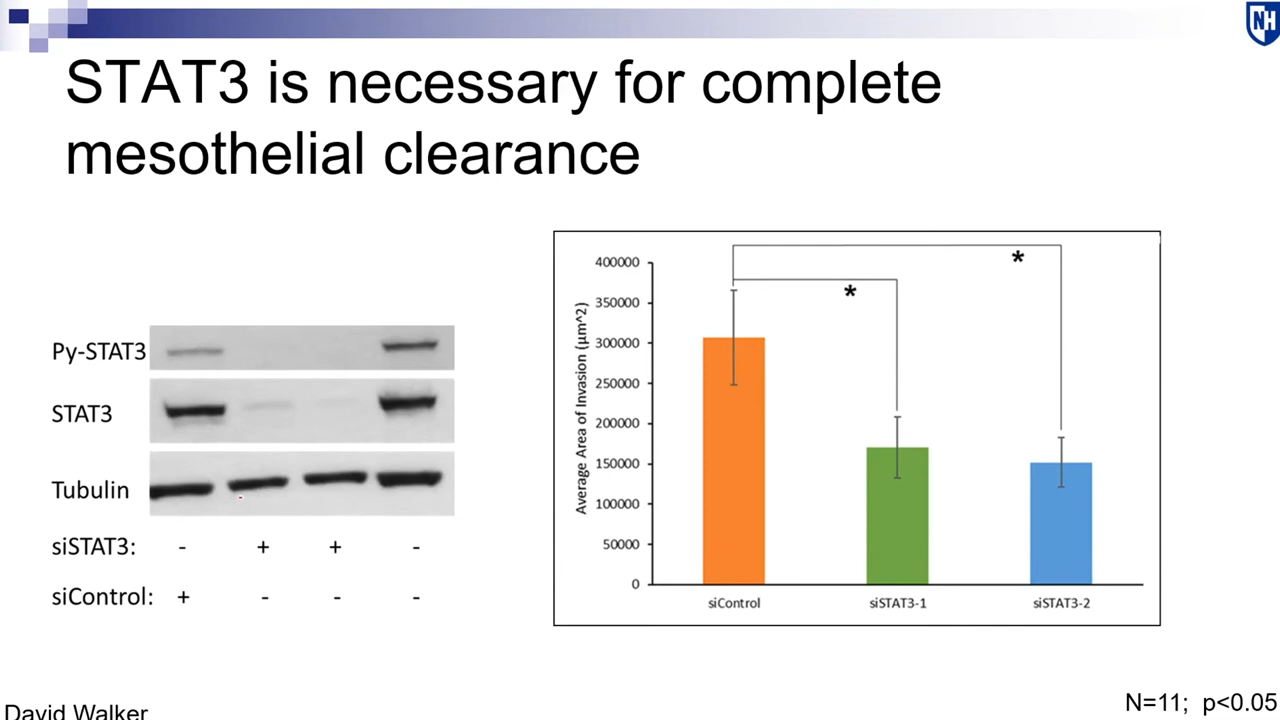 NH
STAT3 is necessary for complete
mesothelial clearance
Py-STAT3
STAT3
Tubulin
siSTAT3: - + + -
siControl: + - - -
Average Area of Invasion (µm^2)
400000
350000
300000
250000
200000
150000
100000
50000
0
*
*
siControl siSTAT3-1 siSTAT3-2
N=11; p<0.05
David Walker